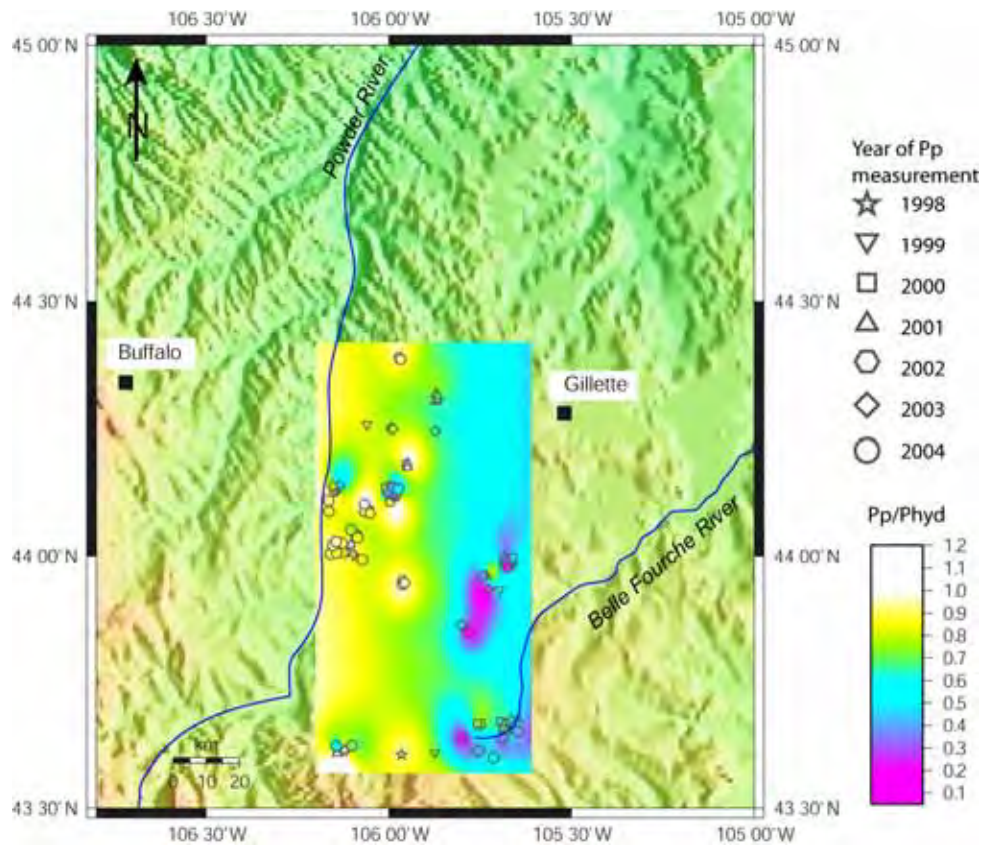 106 30' W 106 00' W 105 30' W 105 00' W
45 00' N 45 00' N
N
Powder River
Year of Pp
measurement
1998
1999
2000
2001
2002
2003
2004
44 30' N 44 30' N
Buffalo
Gillette
44 00' N 44 00' N
Belle Fourche River
Pp/Phyd
1.2
1.1
1.0
0.9
0.8
0.7
0.6
0.5
0.4
0.3
0.2
0.1
km
0 10 20
43 30' N 43 30' N
106 30' W 106 00' W 105 30' W 105 00' W